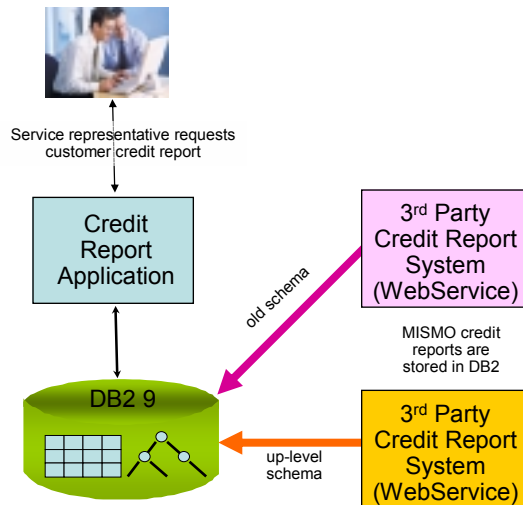 Service representative requests
customer credit report
Credit
Report
Application
3rd Party
Credit Report
System
(WebService)
old schema
MISMO credit
reports are
stored in DB2
DB2 9
up-level
schema
3rd Party
Credit Report
System
(WebService)